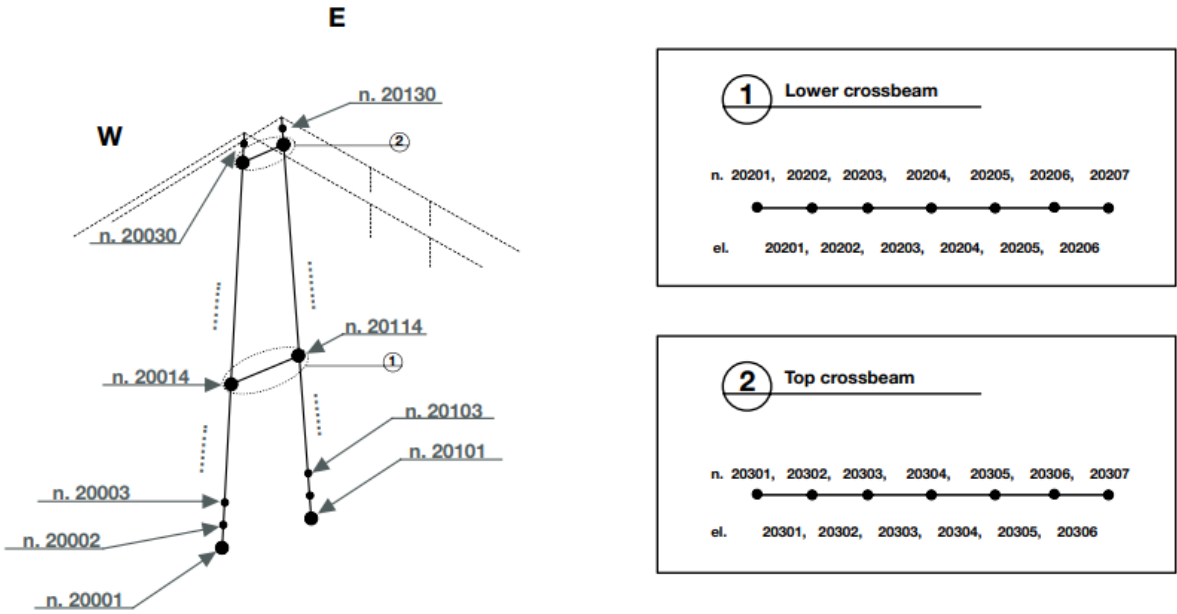 E
W
n. 20130
2
n. 20030
n. 20114
1
n. 20014
n. 20103
n. 20101
n. 20003
n. 20002
n. 20001
1 Lower crossbeam
n. 20201, 20202, 20203, 20204, 20205, 20206, 20207
el. 20201, 20202, 20203, 20204, 20205, 20206
2 Top crossbeam
n. 20301, 20302, 20303, 20304, 20305, 20306, 20307
el. 20301, 20302, 20303, 20304, 20305, 20306